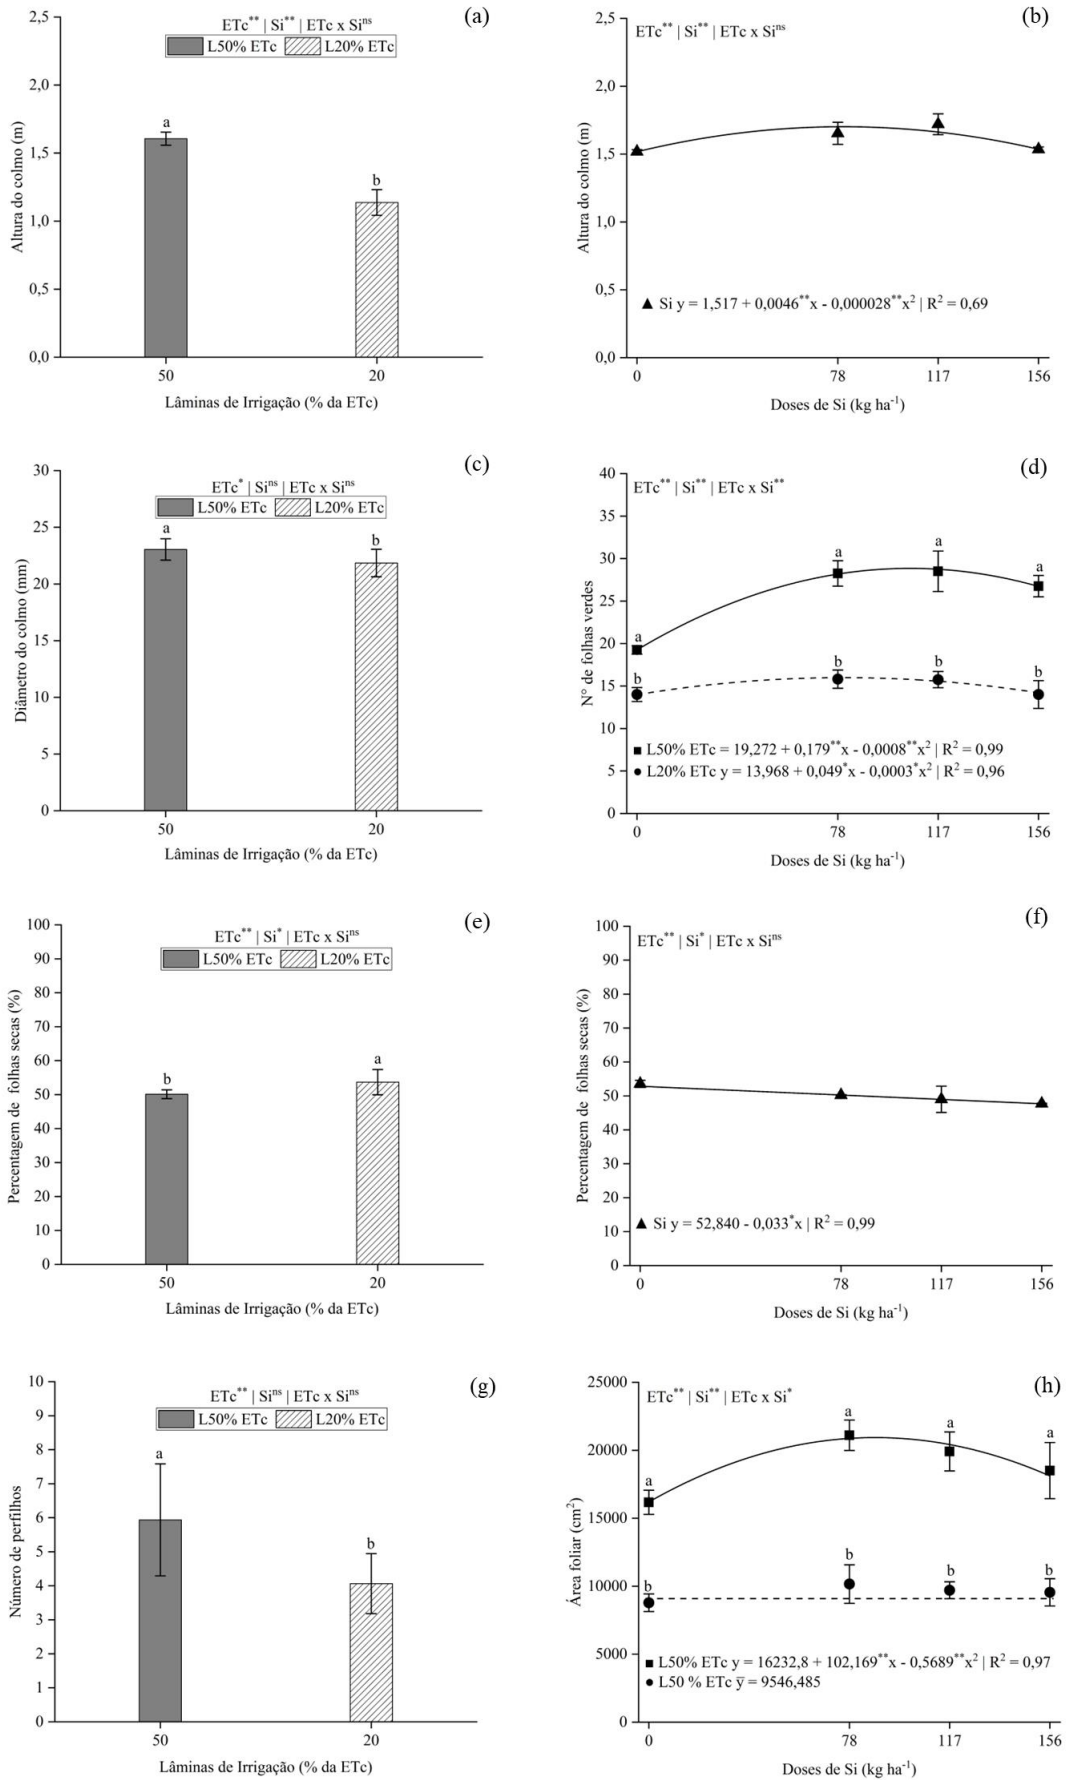 (a)
ETc** | Si** | ETc x Siⁿˢ
L50% ETc L20% ETc
2,5
2,0
1,5
1,0
0,5
0,0
Altura do colmo (m)
a
b
50 20
Lâminas de Irrigação (% da ETc)
(b)
ETc** | Si** | ETc x Siⁿˢ
2,5
2,0
1,5
1,0
0,5
0,0
Altura do colmo (m)
Si y = 1,517 + 0,0046**x - 0,000028**x² | R² = 0,69
0 78 117 156
Doses de Si (kg ha⁻¹)
(c)
ETc* | Siⁿˢ | ETc x Siⁿˢ
L50% ETc L20% ETc
30
25
20
15
10
5
0
Diâmetro do colmo (mm)
a
b
50 20
Lâminas de Irrigação (% da ETc)
(d)
ETc** | Si** | ETc x Si**
40
35
30
25
20
15
10
5
0
N° de folhas verdes
a a a a
b b b b
L50% ETc = 19,272 + 0,179**x - 0,0008**x² | R² = 0,99
L20% ETc y = 13,968 + 0,049*x - 0,0003*x² | R² = 0,96
0 78 117 156
Doses de Si (kg ha⁻¹)
(e)
ETc** | Si* | ETc x Siⁿˢ
L50% ETc L20% ETc
100
90
80
70
60
50
40
30
20
10
0
Percentagem de folhas secas (%)
b
a
50 20
Lâminas de Irrigação (% da ETc)
(f)
ETc** | Si* | ETc x Siⁿˢ
100
90
80
70
60
50
40
30
20
10
0
Percentagem de folhas secas (%)
Si y = 52,840 - 0,033*x | R² = 0,99
0 78 117 156
Doses de Si (kg ha⁻¹)
(g)
ETc** | Siⁿˢ | ETc x Siⁿˢ
L50% ETc L20% ETc
10
9
8
7
6
5
4
3
2
1
0
Número de perfilhos
a
b
50 20
Lâminas de Irrigação (% da ETc)
(h)
ETc** | Si** | ETc x Si*
25000
20000
15000
10000
5000
0
Área foliar (cm²)
a a a a
b b b b
L50% ETc y = 16232,8 + 102,169**x - 0,5689**x² | R² = 0,97
L50 % ETc y̅ = 9546,485
0 78 117 156
Doses de Si (kg ha⁻¹)